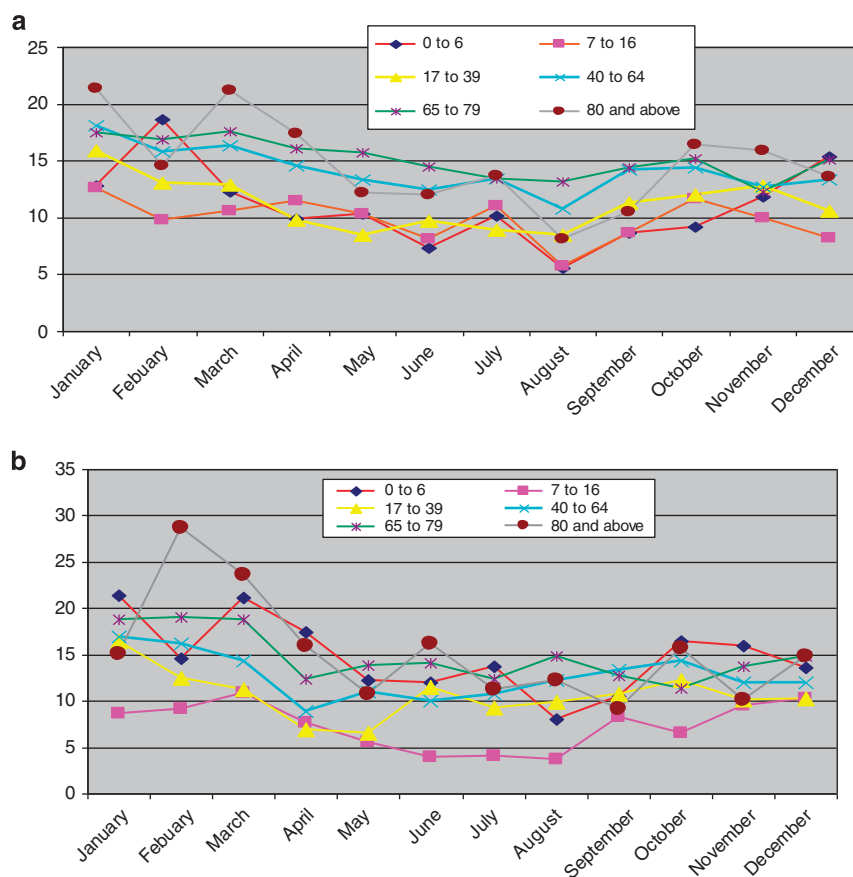 a
0 to 6 7 to 16
17 to 39 40 to 64
65 to 79 80 and above
25
20
15
10
5
0
January Febuary March April May June July August September October November December
b
0 to 6 7 to 16
17 to 39 40 to 64
65 to 79 80 and above
35
30
25
20
15
10
5
0
January Febuary March April May June July August September October November December